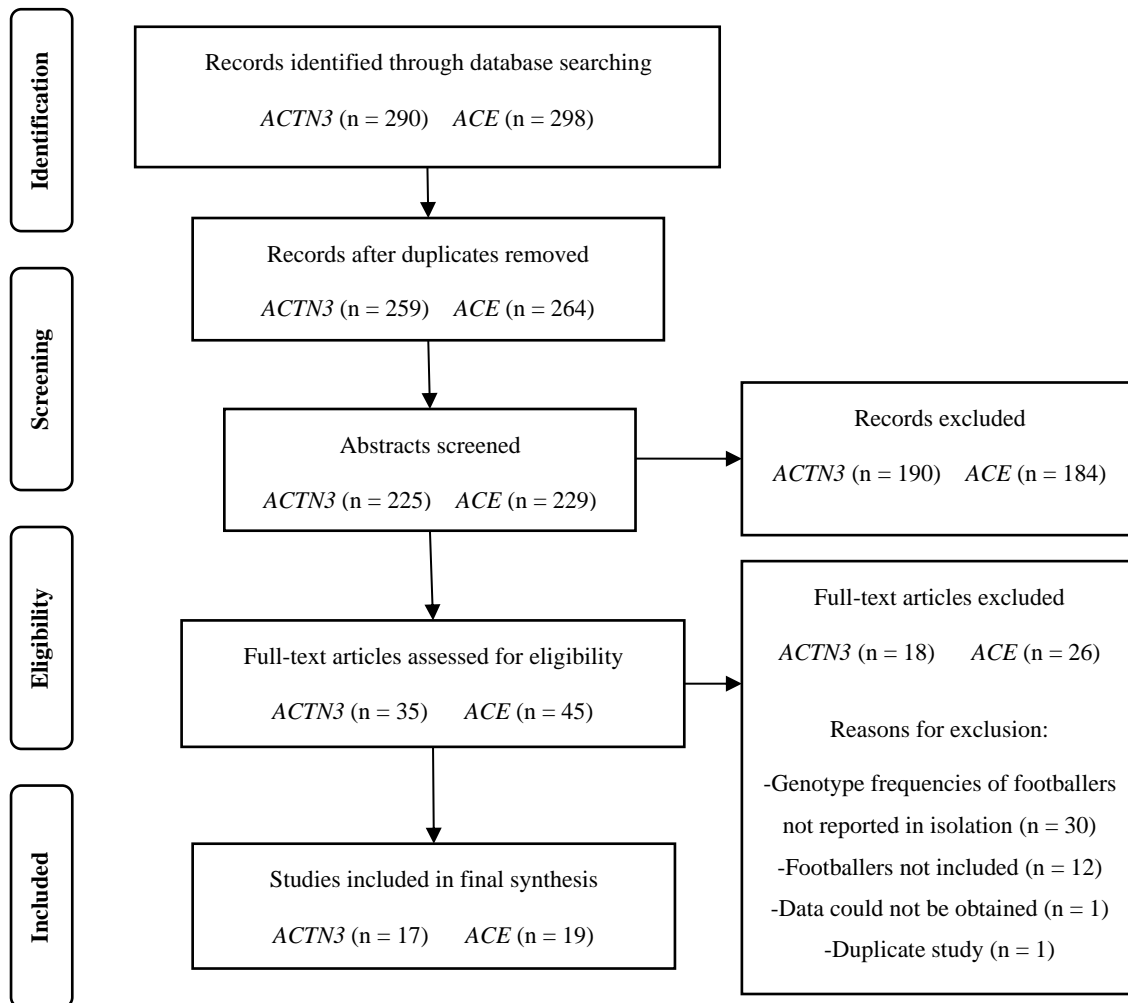 Identification
Records identified through database searching
ACTN3 (n = 290) ACE (n = 298)
Records after duplicates removed
ACTN3 (n = 259) ACE (n = 264)
Screening
Abstracts screened
ACTN3 (n = 225) ACE (n = 229)
Records excluded
ACTN3 (n = 190) ACE (n = 184)
Eligibility
Full-text articles assessed for eligibility
ACTN3 (n = 35) ACE (n = 45)
Full-text articles excluded
ACTN3 (n = 18) ACE (n = 26)
Reasons for exclusion:
-Genotype frequencies of footballers
not reported in isolation (n = 30)
-Footballers not included (n = 12)
-Data could not be obtained (n = 1)
-Duplicate study (n = 1)
Included
Studies included in final synthesis
ACTN3 (n = 17) ACE (n = 19)